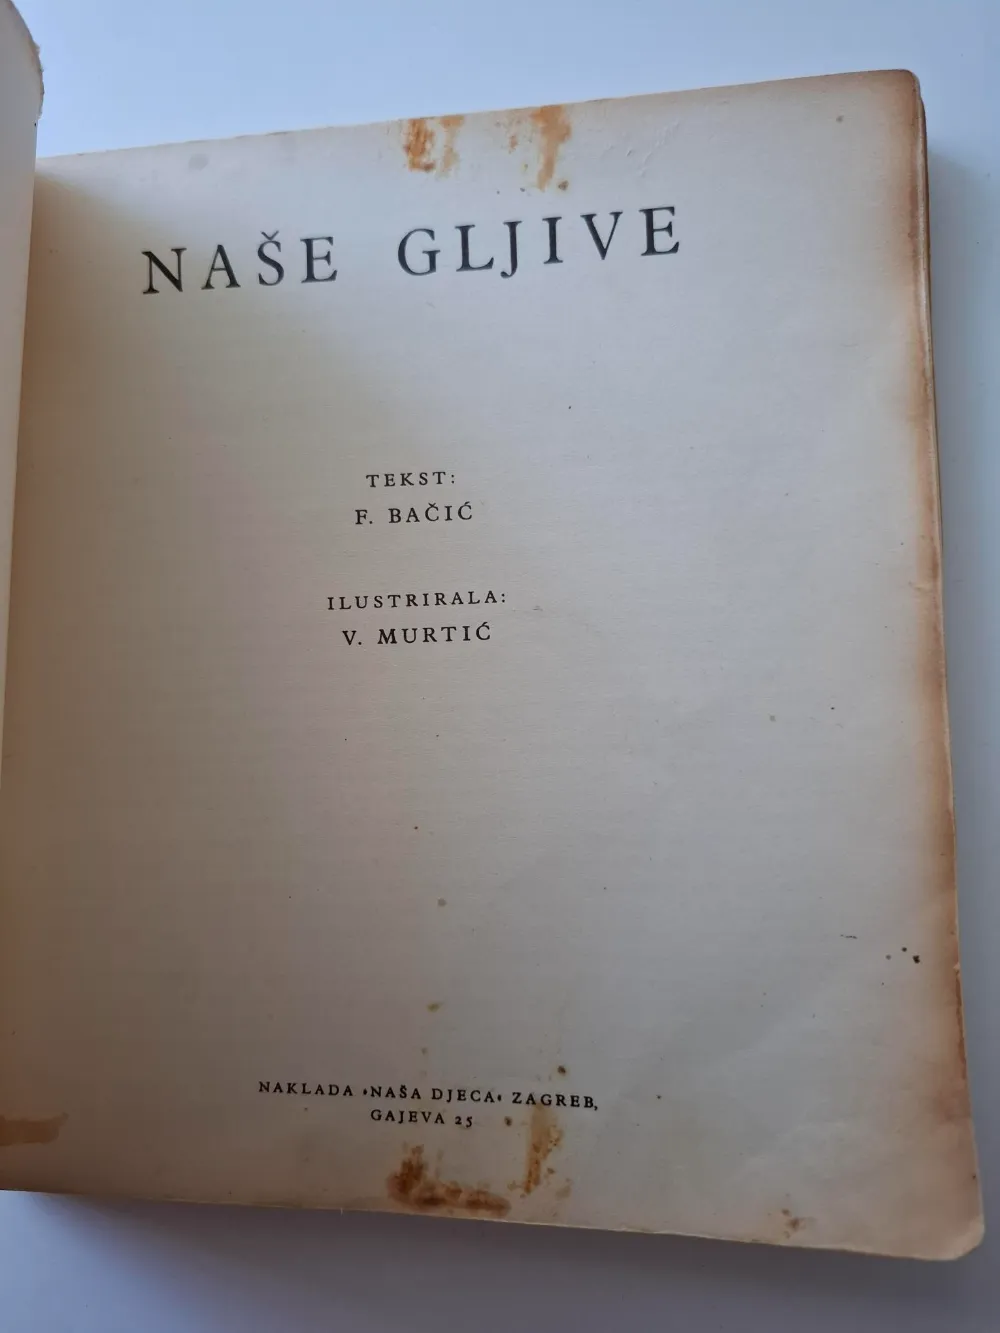 NAŠE GLJIVE
TEKST:
F. BAČIĆ
ILUSTRIRALA:
V. MURTIĆ
NAKLADA »NAŠA DJECA« ZAGREB,
GAJEVA 25